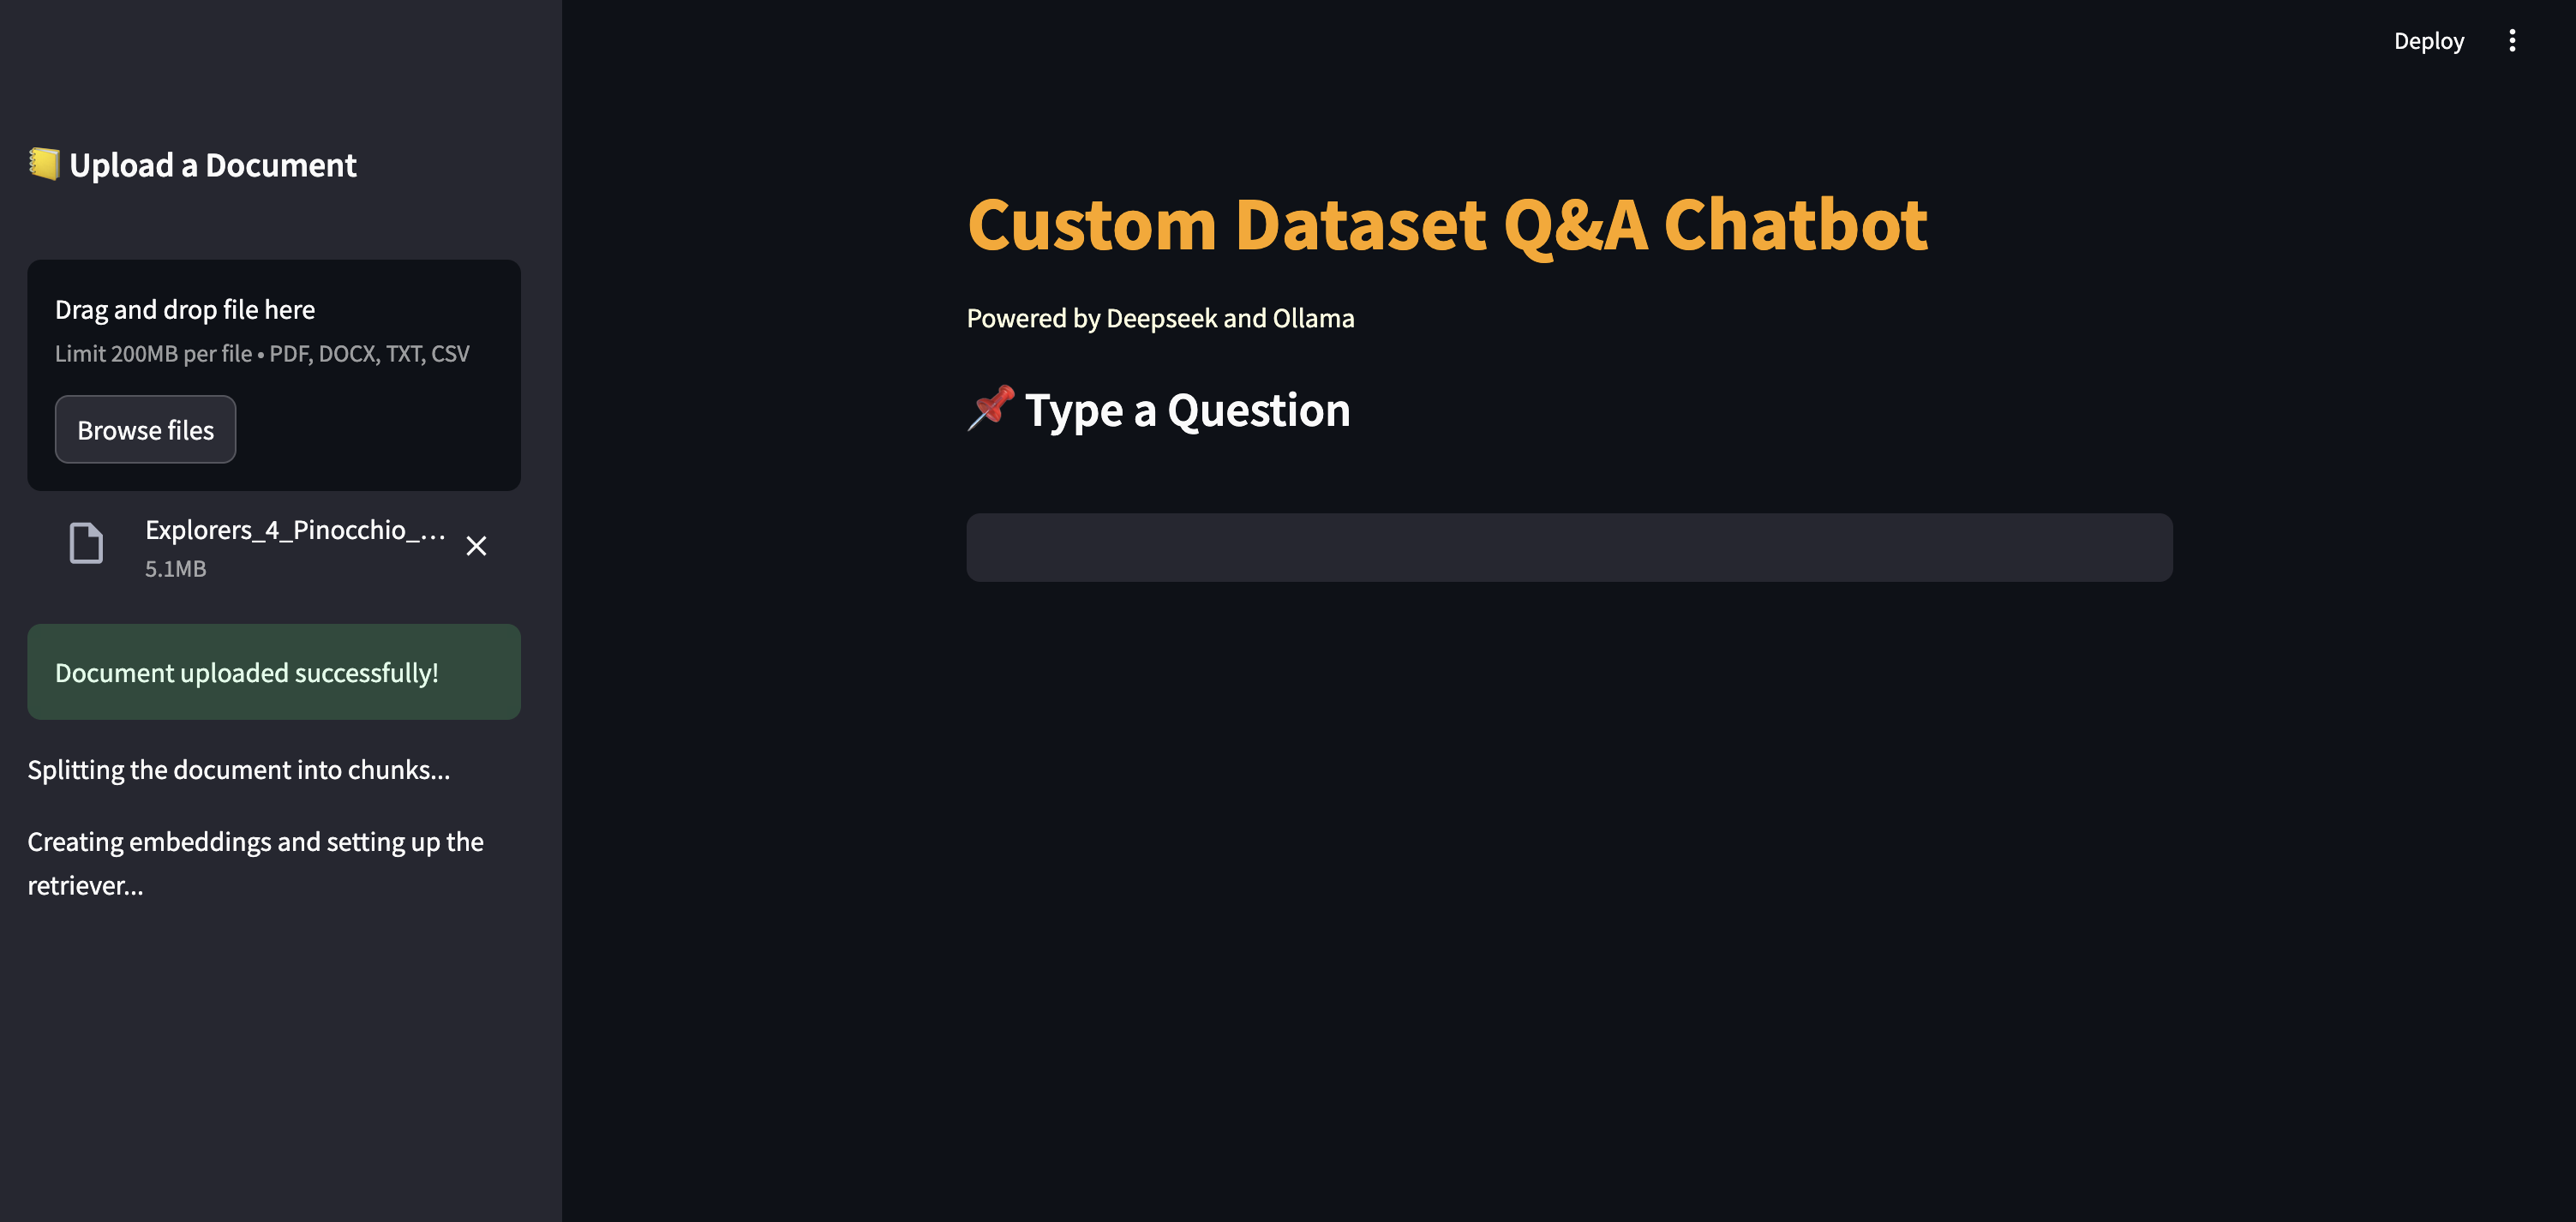 Deploy
📒 Upload a Document
Drag and drop file here
Limit 200MB per file • PDF, DOCX, TXT, CSV
Browse files
Explorers_4_Pinocchio_...
5.1MB
Document uploaded successfully!
Splitting the document into chunks...
Creating embeddings and setting up the
retriever...
Custom Dataset Q&A Chatbot
Powered by Deepseek and Ollama
📌 Type a Question